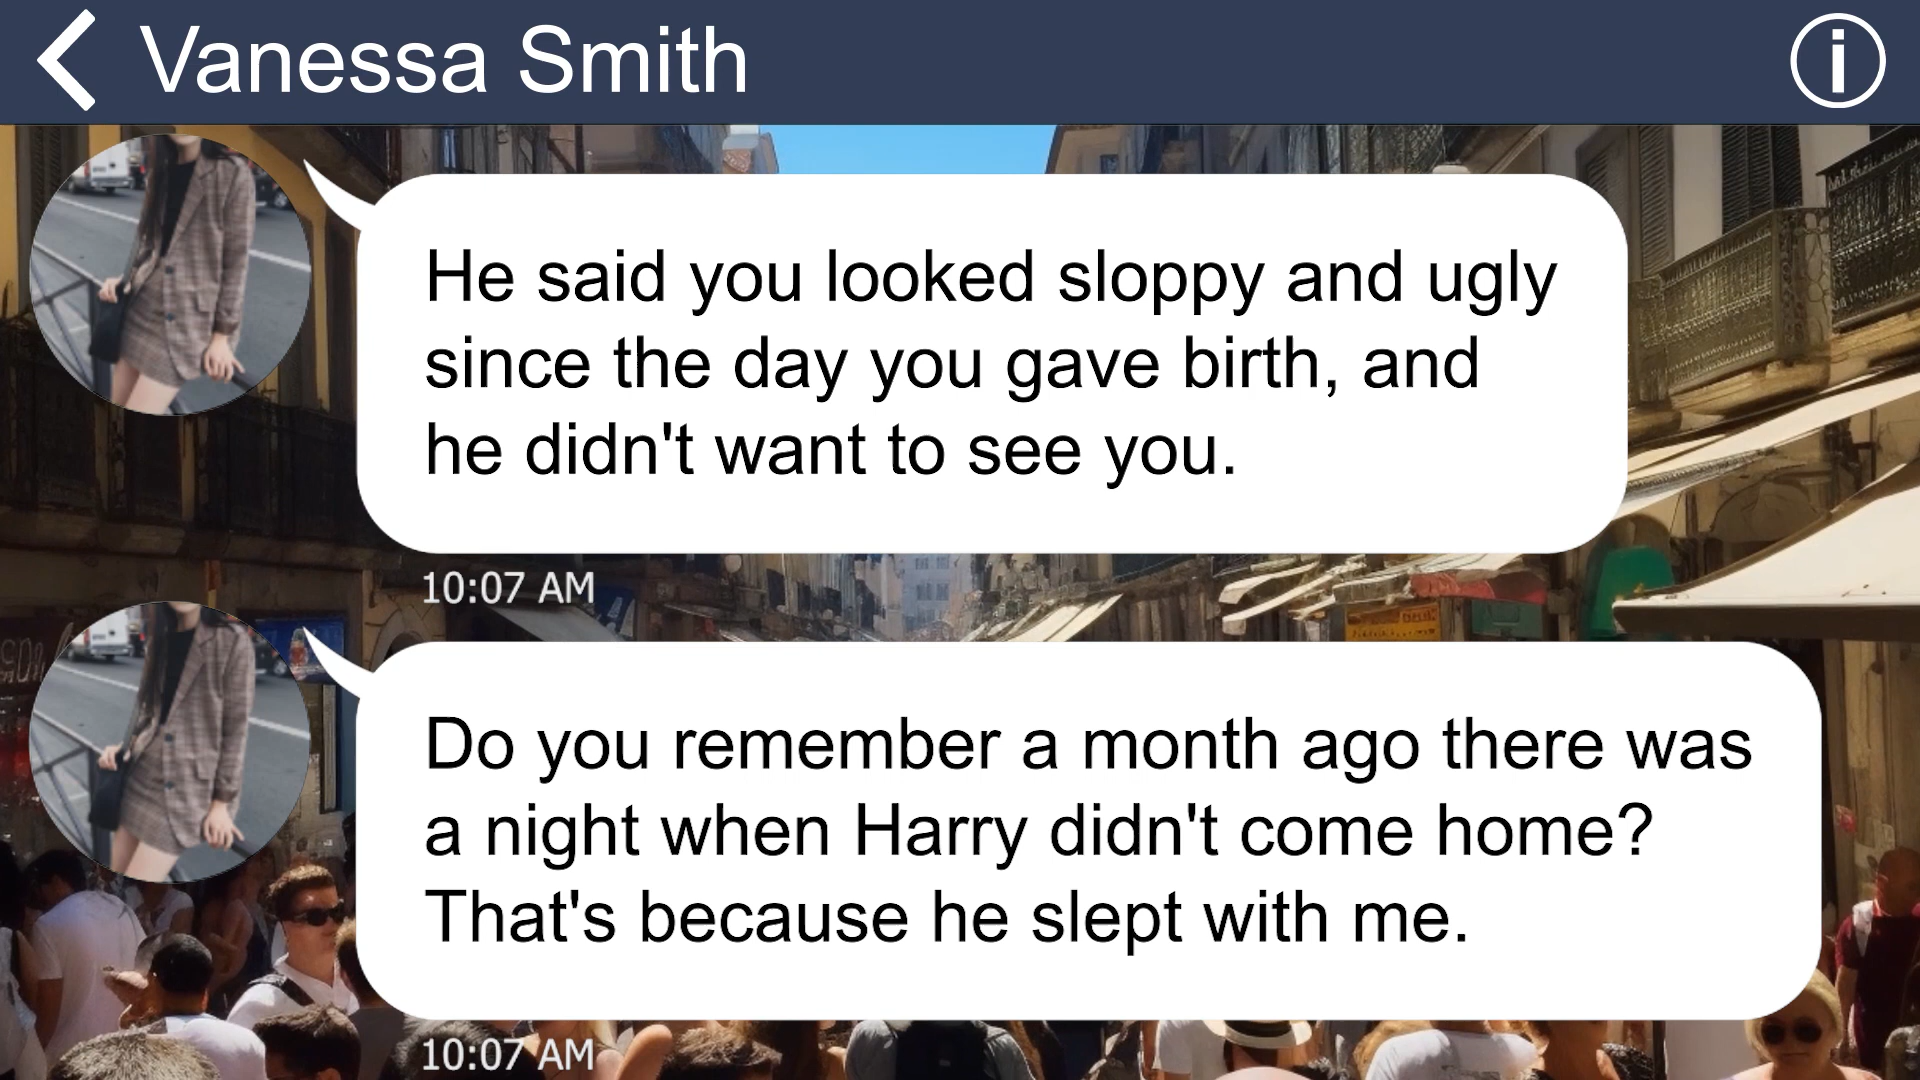 Vanessa Smith
He said you looked sloppy and ugly
since the day you gave birth, and
he didn't want to see you.
10:07 AM
Do you remember a month ago there was
a night when Harry didn't come home?
That's because he slept with me.
10:07 AM